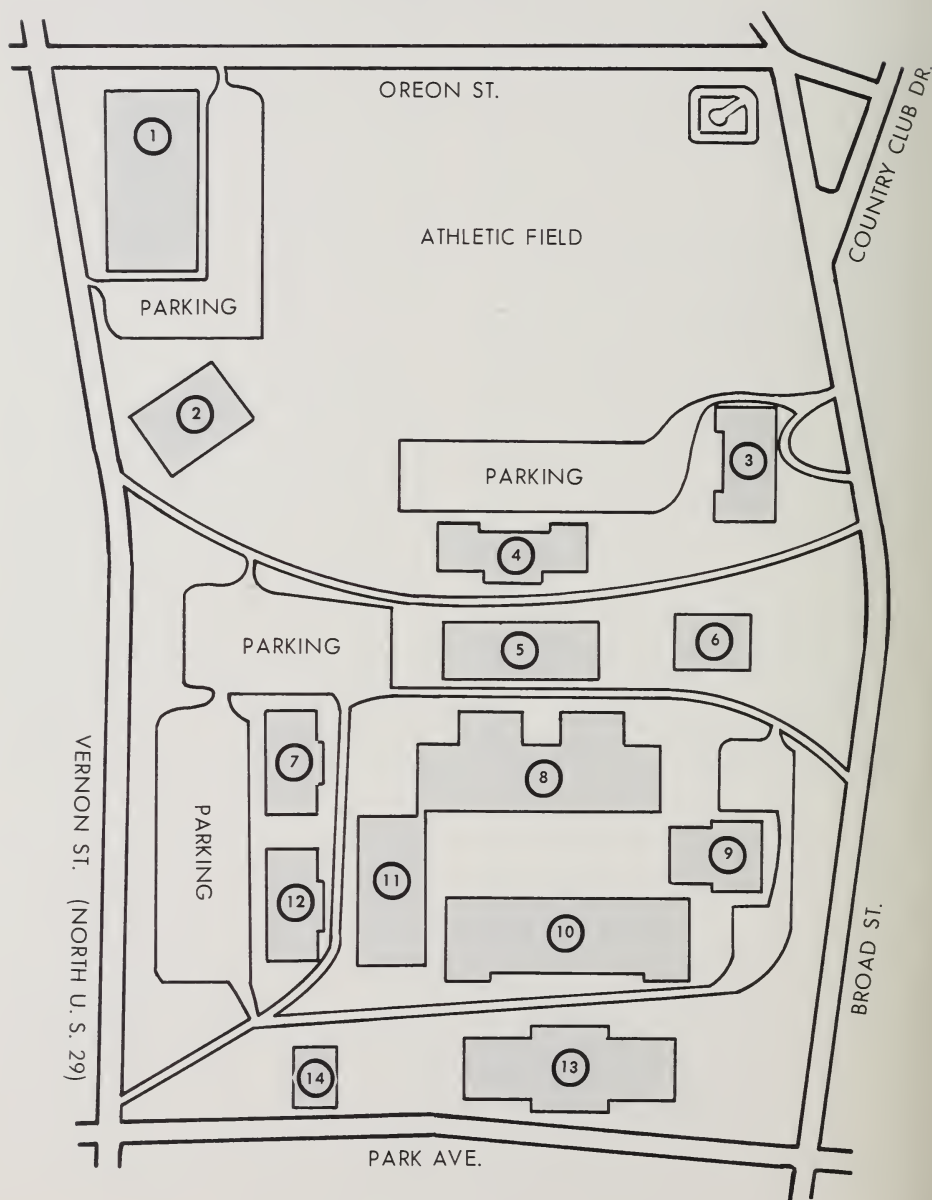 OREON ST.
COUNTRY CLUB DR.
1
ATHLETIC FIELD
PARKING
2
3
PARKING
4
5
6
PARKING
7
8
VERNON ST. (NORTH U. S. 29)
PARKING
9
11
12
10
BROAD ST.
13
14
PARK AVE.